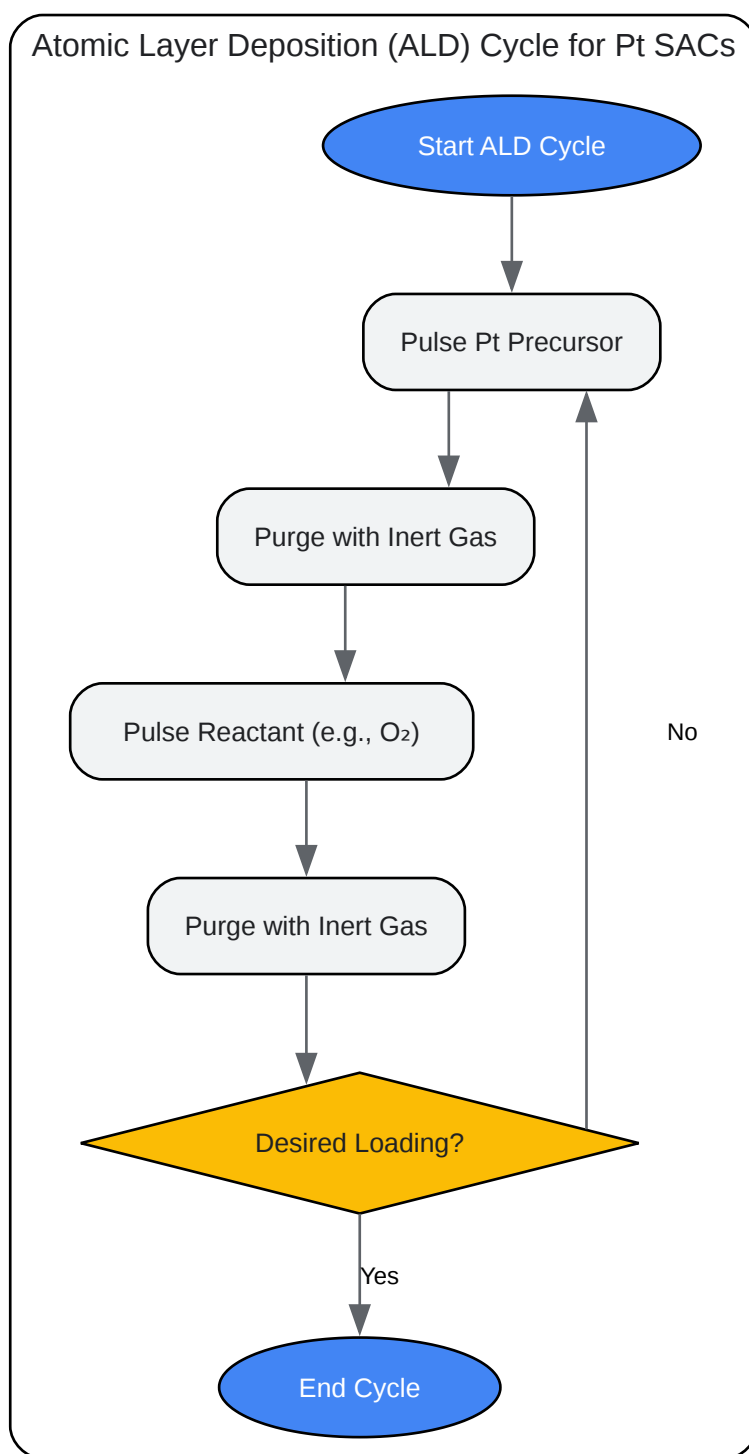 Atomic Layer Deposition (ALD) Cycle for Pt SACs
Start ALD Cycle
Pulse Pt Precursor
Purge with Inert Gas
Pulse Reactant (e.g., O₂)
No
Purge with Inert Gas
Desired Loading?
Yes
End Cycle